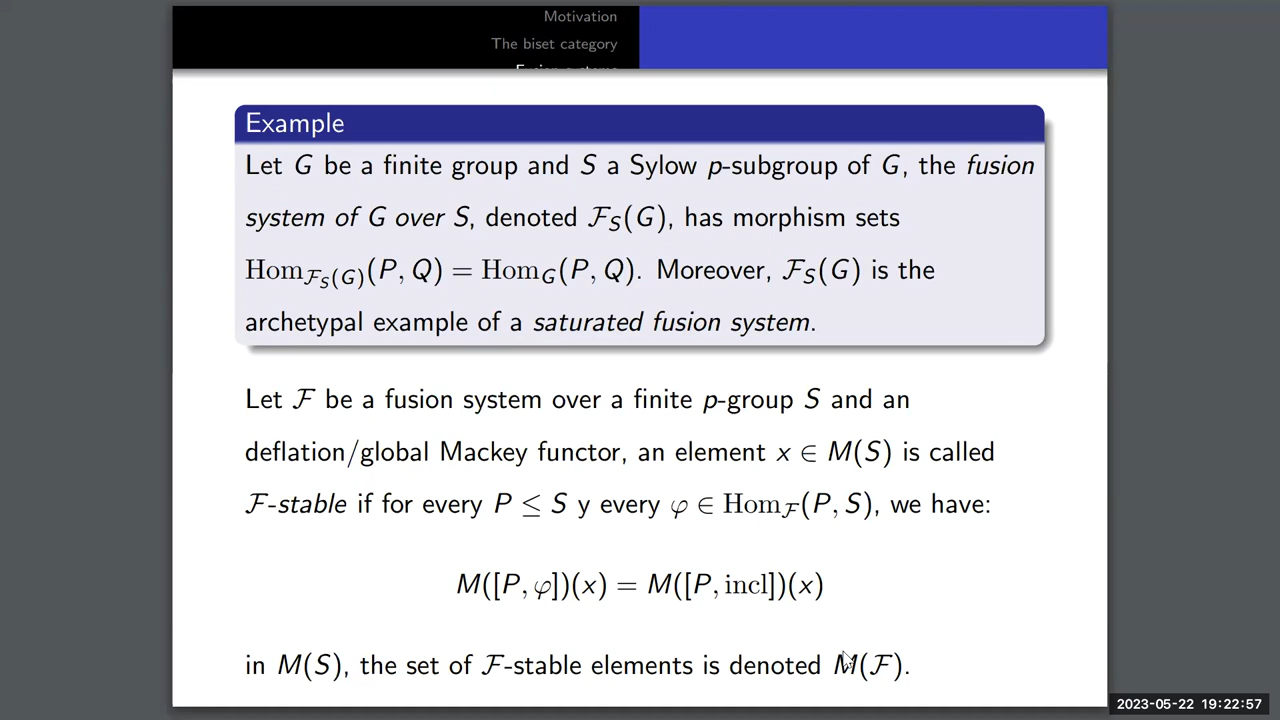 Motivation
The biset category
Fusion systems
Example
Let G be a finite group and S a Sylow p-subgroup of G, the fusion
system of G over S, denoted ℱ_S(G), has morphism sets
Hom_{ℱ_S(G)}(P, Q) = Hom_G(P, Q). Moreover, ℱ_S(G) is the
archetypal example of a saturated fusion system.
Let ℱ be a fusion system over a finite p-group S and an
deflation/global Mackey functor, an element x ∈ M(S) is called
ℱ-stable if for every P ≤ S y every φ ∈ Hom_ℱ(P, S), we have:
M([P, φ])(x) = M([P, incl])(x)
in M(S), the set of ℱ-stable elements is denoted M(ℱ).
2023-05-22 19:22:57